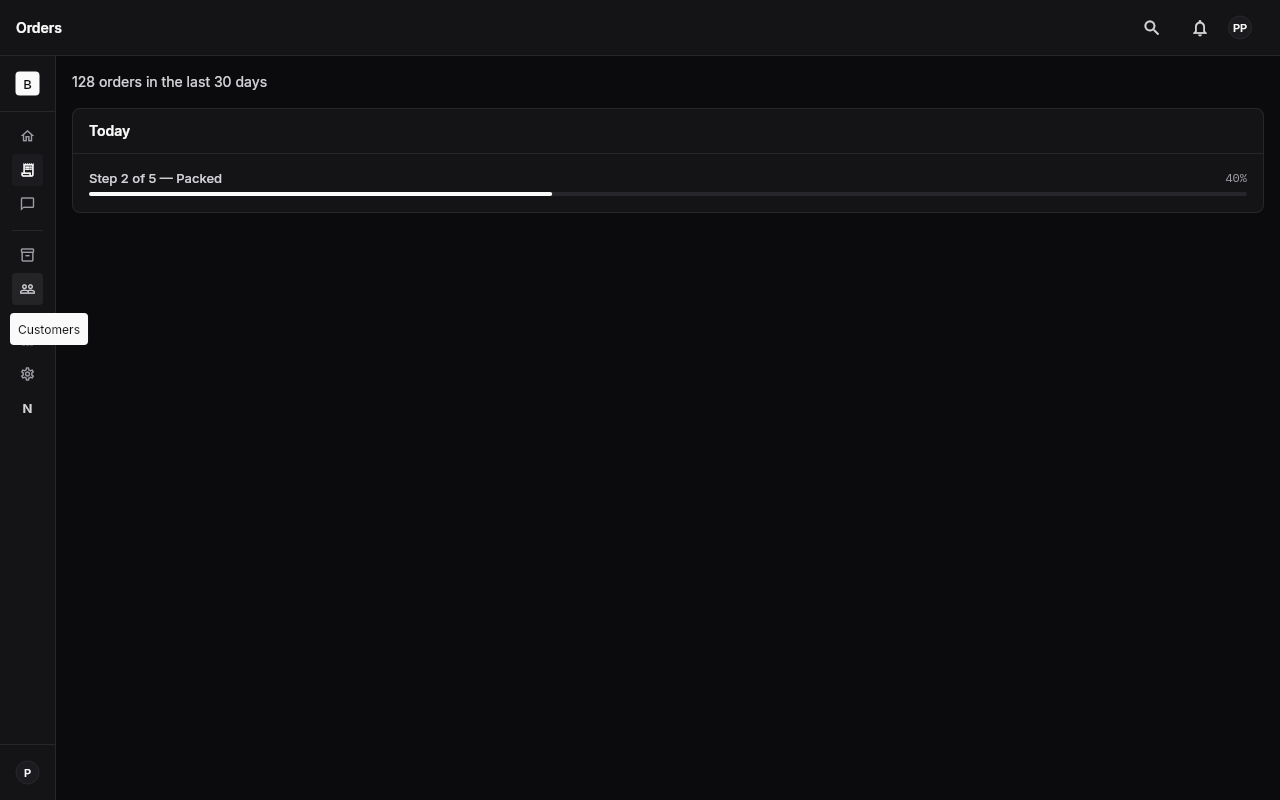 Orders
PP
B
128 orders in the last 30 days
Today
Step 2 of 5 — Packed
40%
Customers
N
P